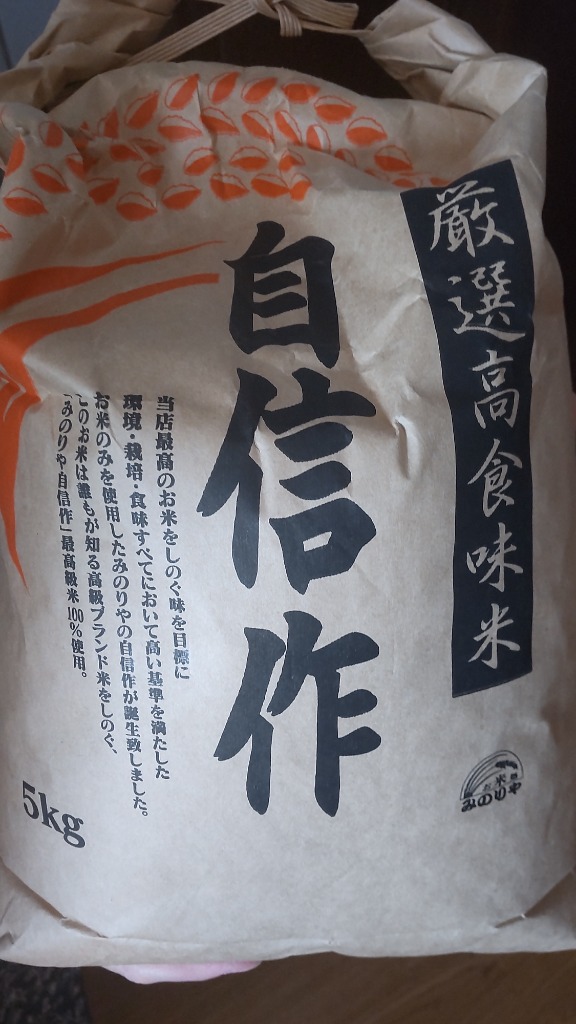 厳選高食味米
自信作
当店最高のお米をしのぐ味を目標に
環境・栽培・食味すべてにおいて高い基準を満たした
お米のみを使用したみのりやの自信作が誕生致しました。
このお米は誰もが知る高級ブランド米をしのぐ、
「みのりや自信作」最高級米100%使用。
5kg
米
みのりや